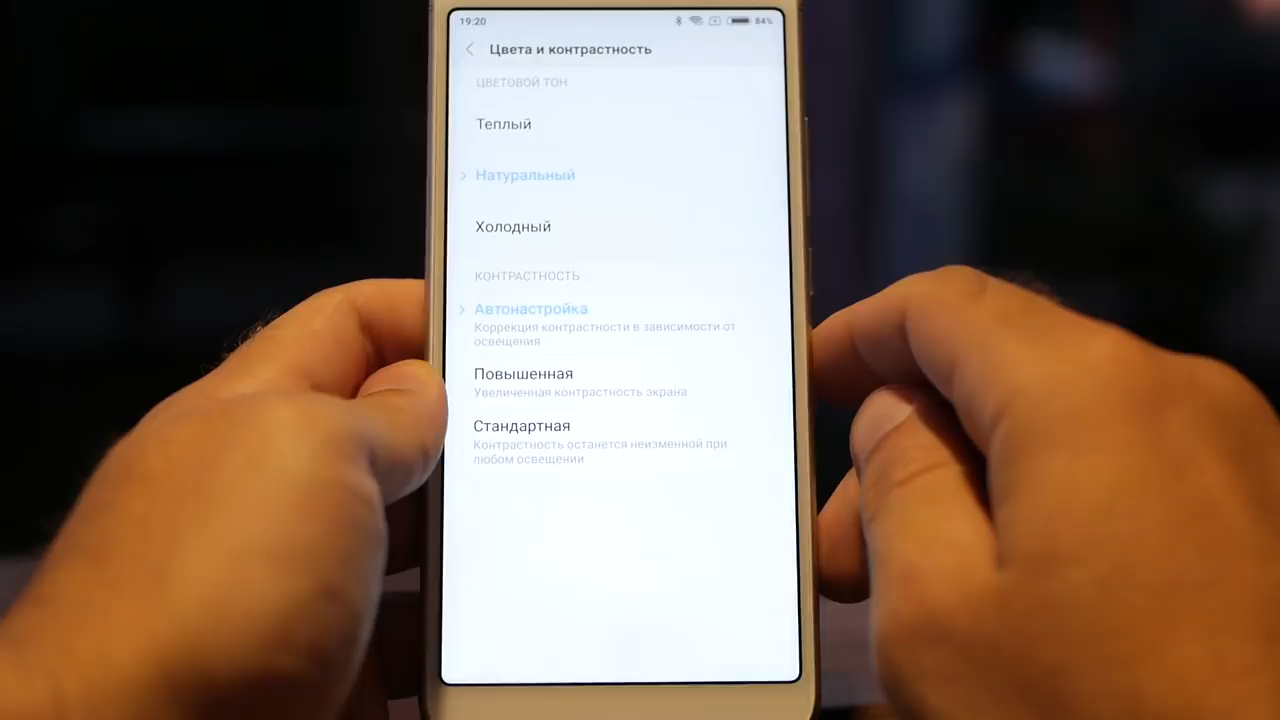 19:20
84%
Цвета и контрастность
ЦВЕТОВОЙ ТОН
Теплый
Натуральный
Холодный
КОНТРАСТНОСТЬ
Автонастройка
Коррекция контрастности в зависимости от
освещения
Повышенная
Увеличенная контрастность экрана
Стандартная
Контрастность останется неизменной при
любом освещении